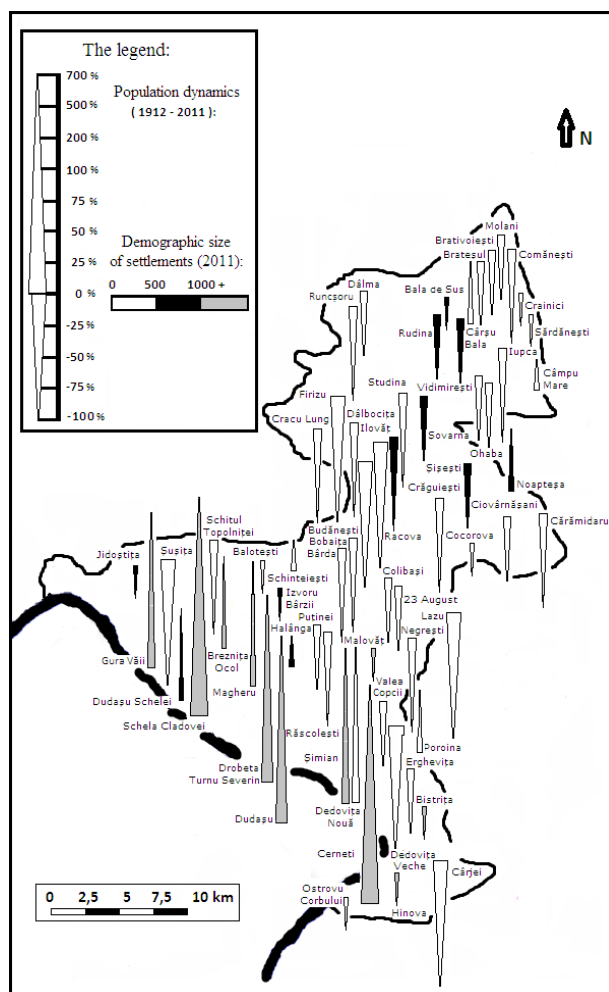 The legend:
700 %
500 %
200 %
100 %
75 %
50 %
25 %
0 %
-25 %
-50 %
-75 %
-100 %
Population dynamics
( 1912 - 2011 ):
Demographic size
of settlements (2011):
0 500 1000 +
N
Molani
Brativoiești
Bratesul
Comănești
Dâlma
Bala de Sus
Runcșoru
Crainici
Rudina
Cârșu
Sărdănești
Bala
Iupca
Câmpu
Mare
Studina
Vidimirești
Firizu
Dâlbocița
Cracu Lung
Ilovăț
Sovarna
Ohaba
Șișești
Noapteșa
Crăguiești
Ciovârnășani
Cărămidaru
Schitul
Topolniței
Budănești
Bobaița
Bârda
Racova
Cocorova
Jidoștița
Sușița
Balotești
Schinteiești
Colibași
Izvoru
Bârzii
23 August
Putinei
Lazu
Halânga
Malovăț
Negrești
Gura Văii
Breznița
Ocol
Magheru
Valea
Copcii
Dudașu Schelei
Schela Cladovei
Răscolești
Poroina
Șimian
Erghevița
Drobeta
Turnu Severin
Bistrița
Dudașu
Dedovița
Nouă
Cerneti
Dedovița
Veche
Cârjei
Ostrovu
Corbului
Hinova
0 2,5 5 7,5 10 km